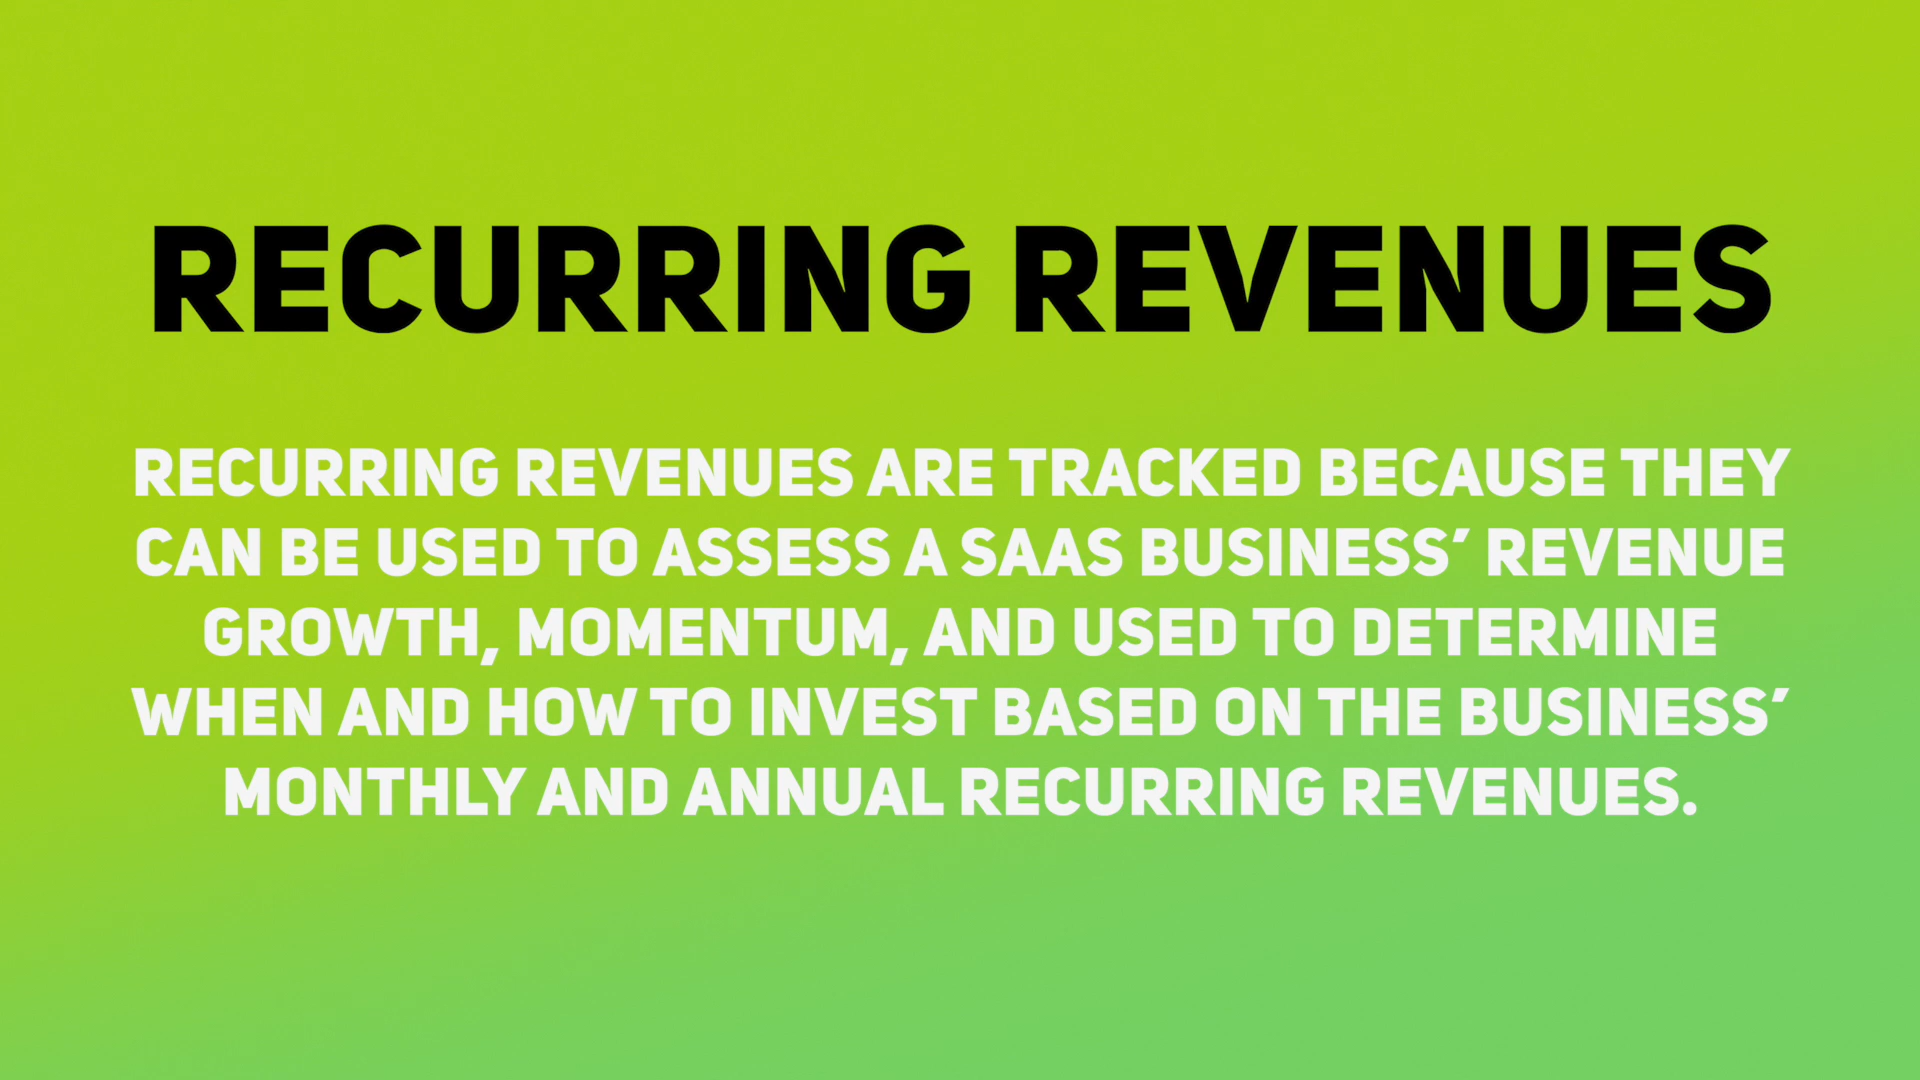 RECURRING REVENUES
RECURRING REVENUES ARE TRACKED BECAUSE THEY
CAN BE USED TO ASSESS A SAAS BUSINESS’ REVENUE
GROWTH, MOMENTUM, AND USED TO DETERMINE
WHEN AND HOW TO INVEST BASED ON THE BUSINESS’
MONTHLY AND ANNUAL RECURRING REVENUES.